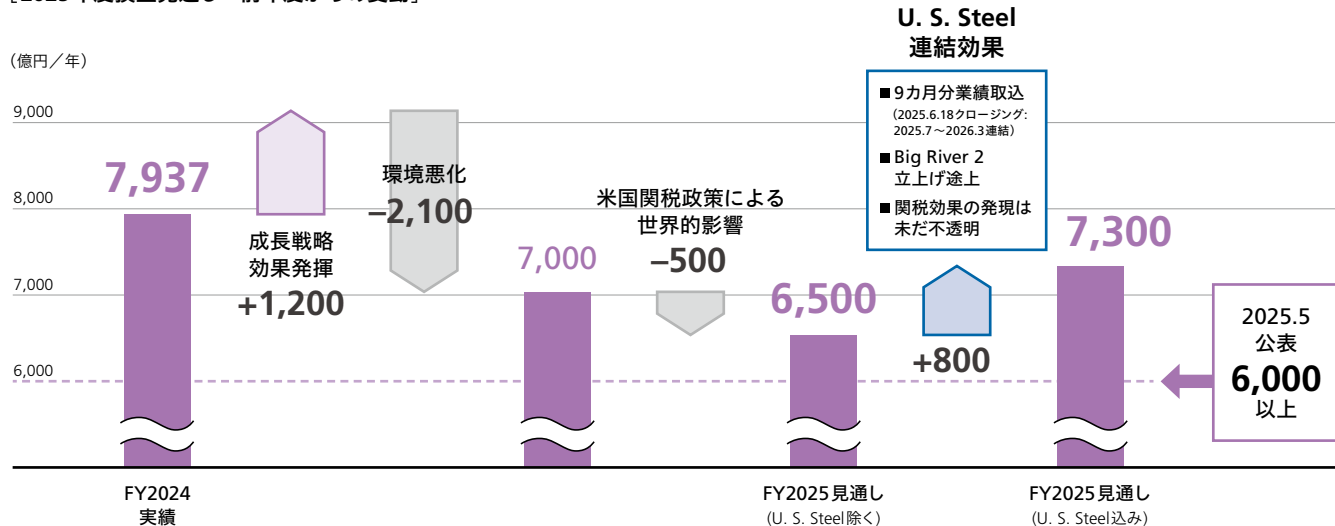 U. S. Steel
連結効果
(億円／年)
■ 9カ月分業績取込
(2025.6.18クロージング:
2025.7～2026.3連結)
■ Big River 2
立上げ途上
■ 関税効果の発現は
未だ不透明
9,000
8,000
7,000
6,000
7,937
成長戦略
効果発揮
+1,200
環境悪化
−2,100
7,000
米国関税政策による
世界的影響
−500
6,500
+800
7,300
2025.5
公表
6,000
以上
FY2024
実績
FY2025見通し
(U. S. Steel除く)
FY2025見通し
(U. S. Steel込み)